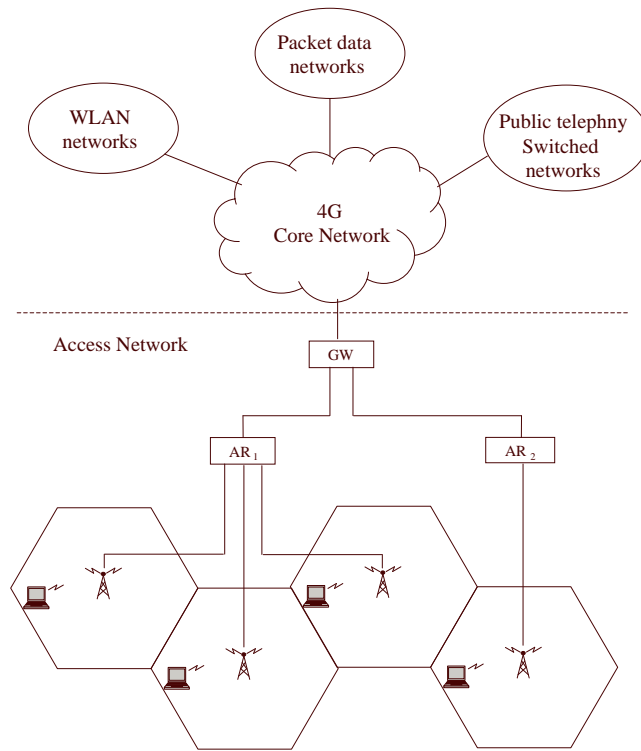 Packet data
networks
WLAN
networks
Public telephny
Switched
networks
4G
Core Network
Access Network
GW
AR 1
AR 2